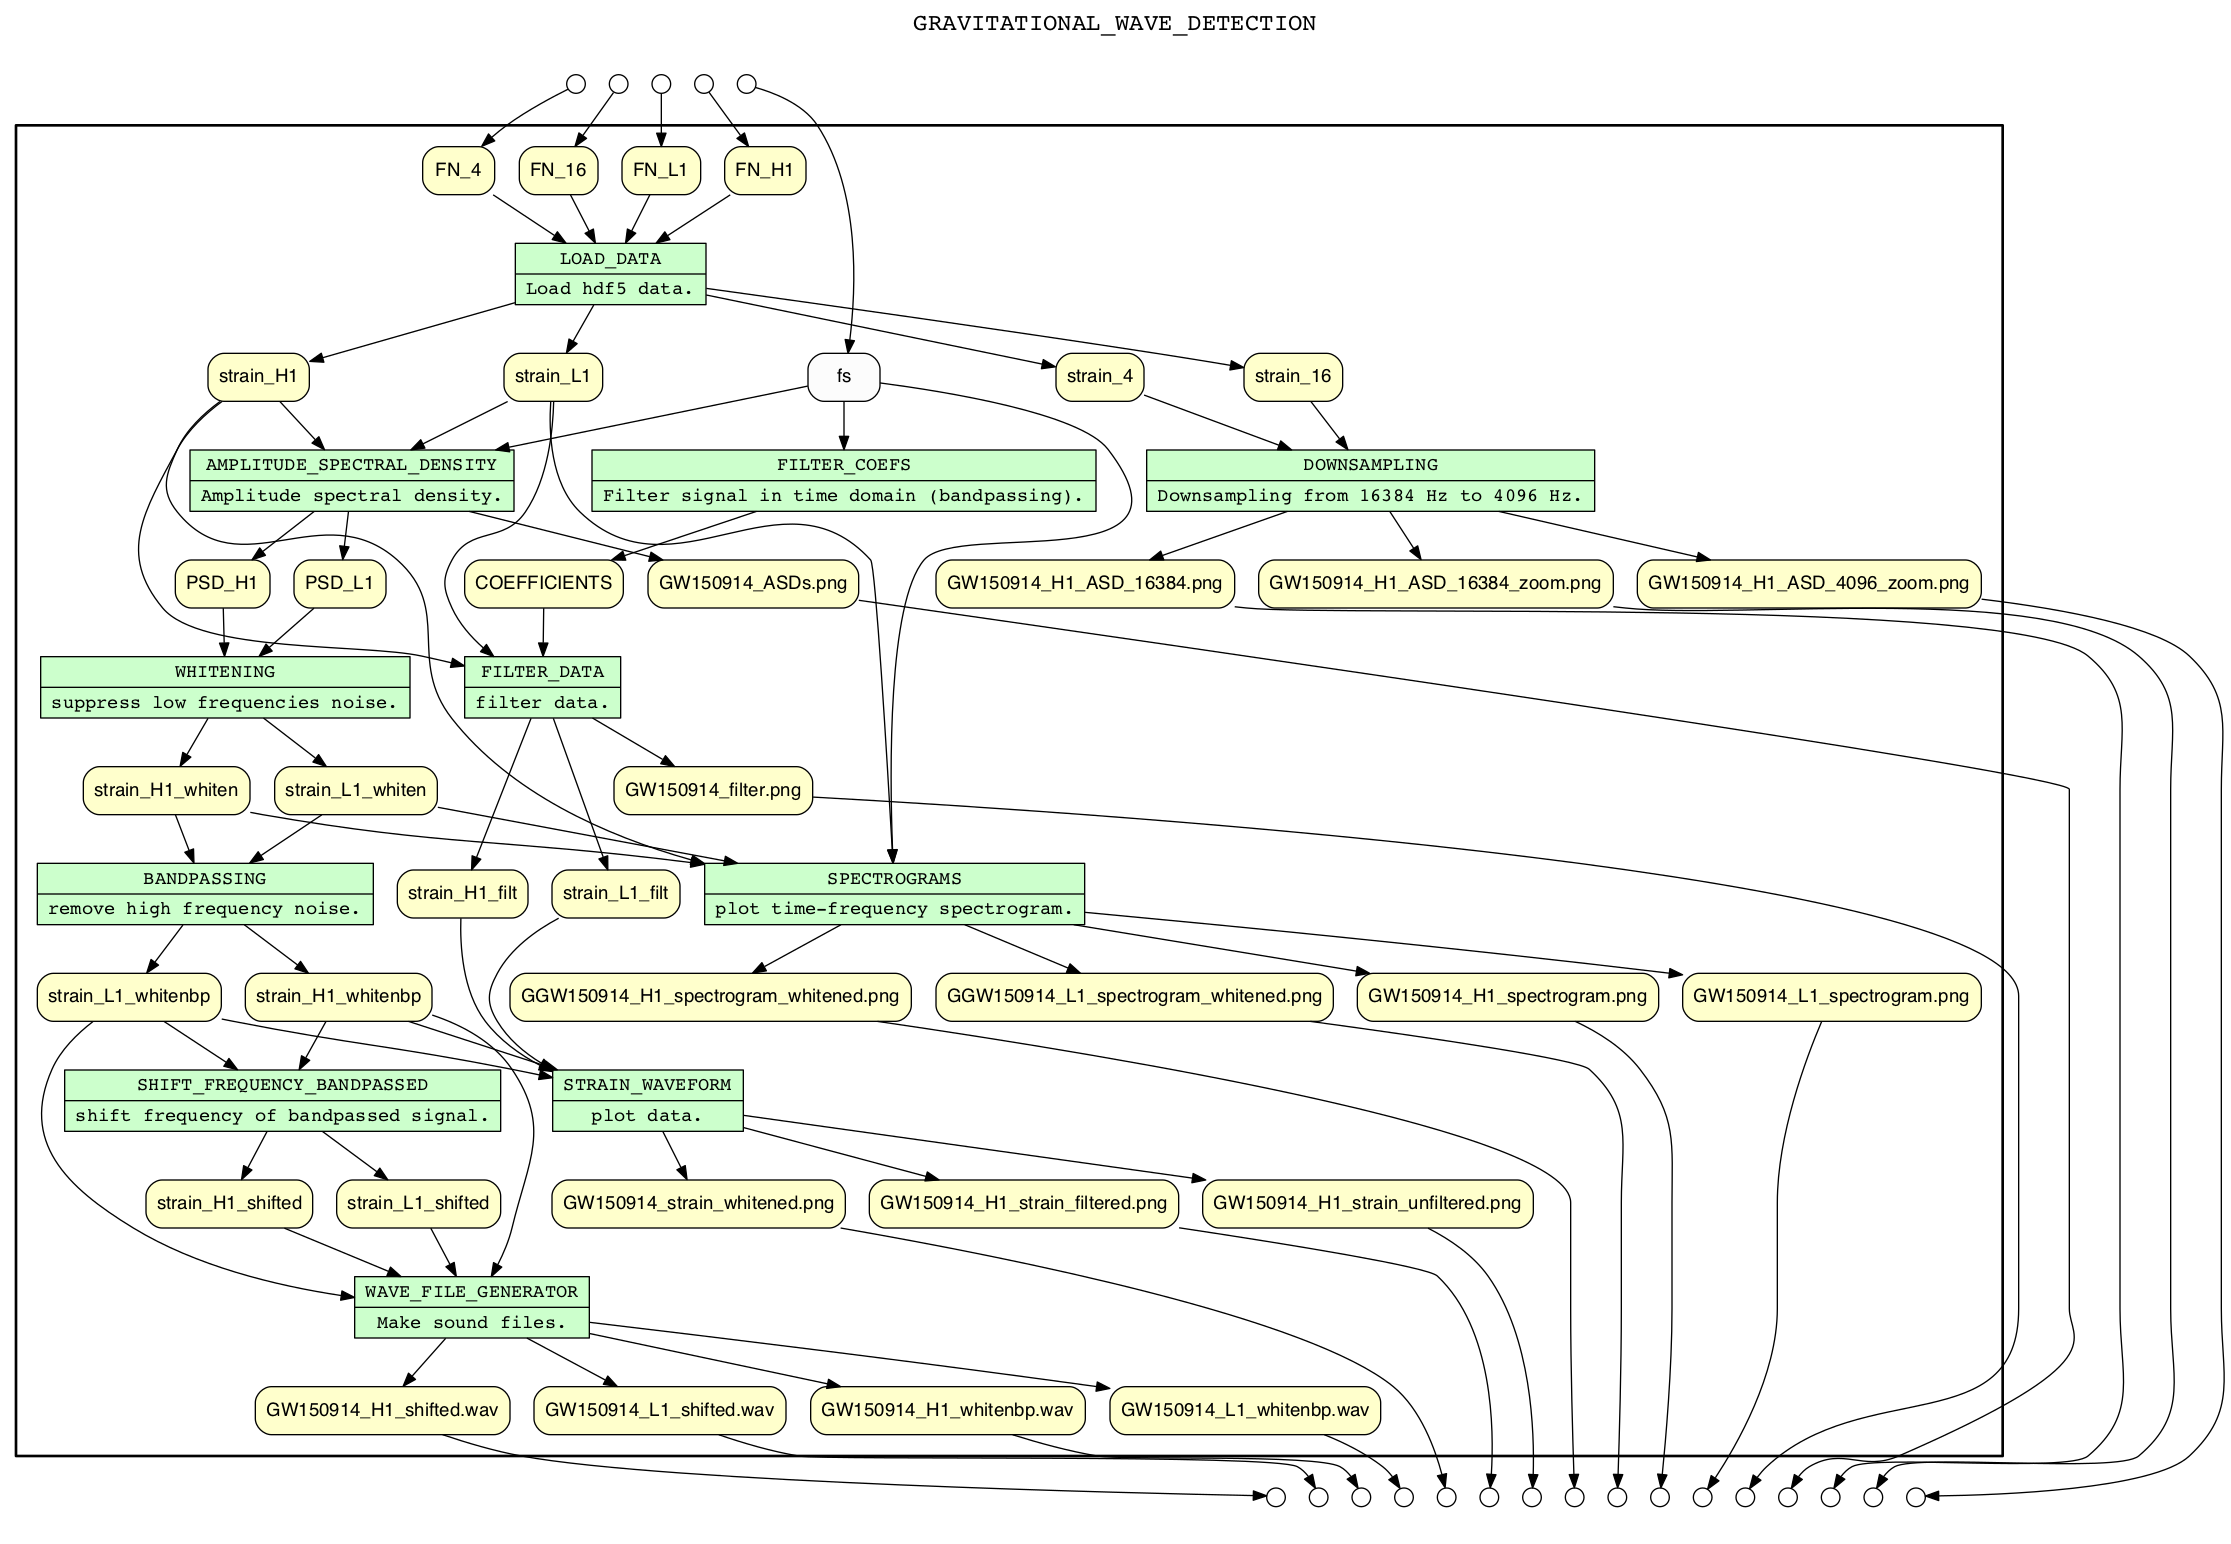 GRAVITATIONAL_WAVE_DETECTION
FN_4
FN_16
FN_L1
FN_H1
LOAD_DATA
Load hdf5 data.
strain_H1
strain_L1
fs
strain_4
strain_16
AMPLITUDE_SPECTRAL_DENSITY
Amplitude spectral density.
FILTER_COEFS
Filter signal in time domain (bandpassing).
DOWNSAMPLING
Downsampling from 16384 Hz to 4096 Hz.
PSD_H1
PSD_L1
COEFFICIENTS
GW150914_ASDs.png
GW150914_H1_ASD_16384.png
GW150914_H1_ASD_16384_zoom.png
GW150914_H1_ASD_4096_zoom.png
WHITENING
suppress low frequencies noise.
FILTER_DATA
filter data.
strain_H1_whiten
strain_L1_whiten
GW150914_filter.png
BANDPASSING
remove high frequency noise.
strain_H1_filt
strain_L1_filt
SPECTROGRAMS
plot time-frequency spectrogram.
strain_L1_whitenbp
strain_H1_whitenbp
GGW150914_H1_spectrogram_whitened.png
GGW150914_L1_spectrogram_whitened.png
GW150914_H1_spectrogram.png
GW150914_L1_spectrogram.png
SHIFT_FREQUENCY_BANDPASSED
shift frequency of bandpassed signal.
STRAIN_WAVEFORM
plot data.
strain_H1_shifted
strain_L1_shifted
GW150914_strain_whitened.png
GW150914_H1_strain_filtered.png
GW150914_H1_strain_unfiltered.png
WAVE_FILE_GENERATOR
Make sound files.
GW150914_H1_shifted.wav
GW150914_L1_shifted.wav
GW150914_H1_whitenbp.wav
GW150914_L1_whitenbp.wav